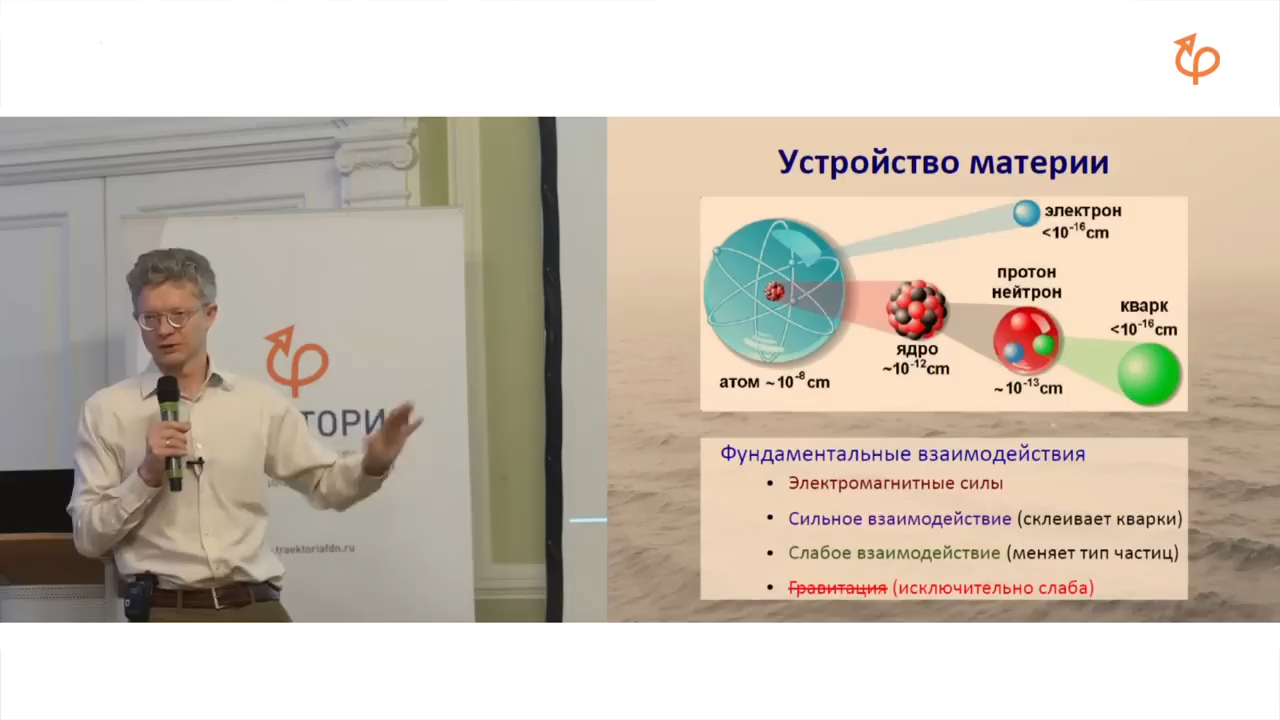 ТОРИ
traektoriafdn.ru
Устройство материи
электрон
<10⁻¹⁶cm
протон
нейтрон
кварк
<10⁻¹⁶cm
ядро
~10⁻¹²cm
атом ~10⁻⁸cm
~10⁻¹³cm
Фундаментальные взаимодействия
• Электромагнитные силы
• Сильное взаимодействие (склеивает кварки)
• Слабое взаимодействие (меняет тип частиц)
• Гравитация (исключительно слаба)